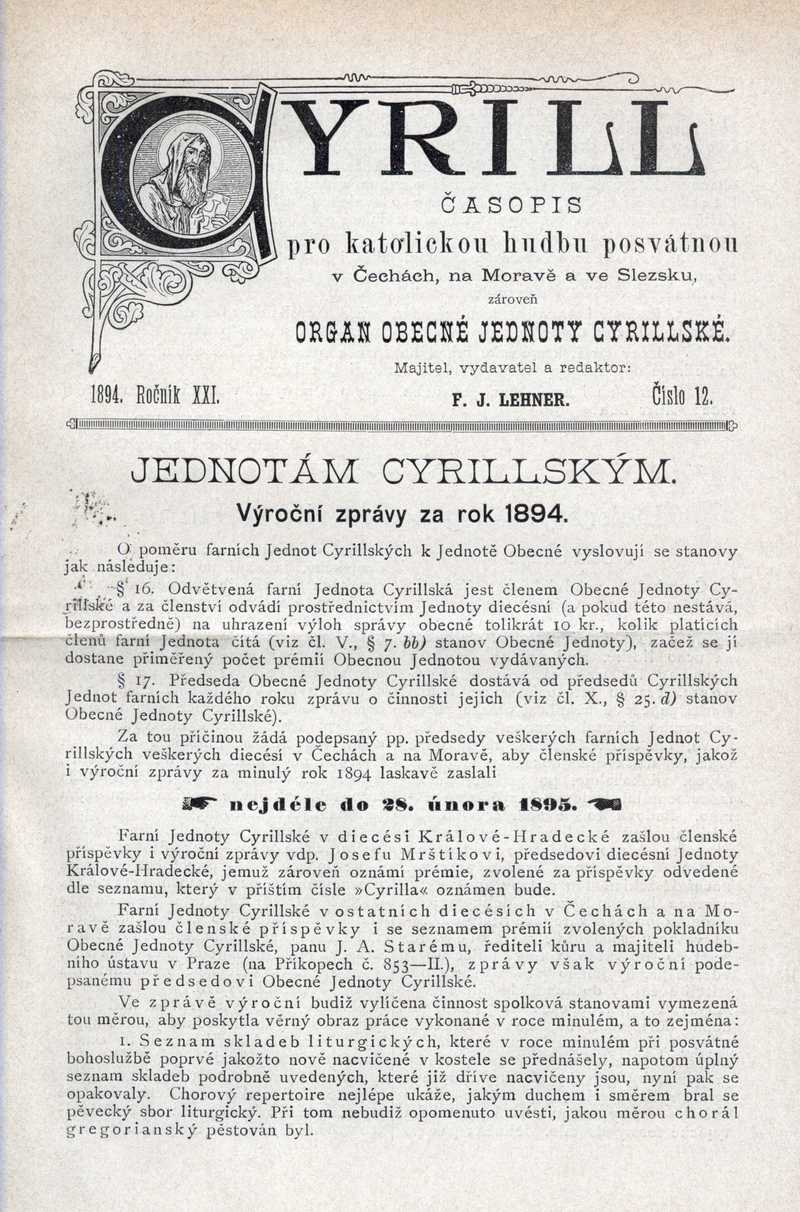 CYRILL
ČASOPIS
pro katolickou hudbu posvátnou
v Čechách, na Moravě a ve Slezsku,
zároveň
ORGAN OBECNÉ JEDNOTY CYRILLSKÉ.
Majitel, vydavatel a redaktor:
1894. Ročník XXI. F. J. LEHNER. Číslo 12.
JEDNOTÁM CYRILLSKÝM.
Výroční zprávy za rok 1894.
O poměru farních Jednot Cyrillských k Jednotě Obecné vyslovují se stanovy
jak následuje:
§ 16. Odvětvená farní Jednota Cyrillská jest členem Obecné Jednoty Cy-
rillské a za členství odvádí prostřednictvím Jednoty diecésní (a pokud této nestává,
bezprostředně) na uhrazení výloh správy obecné tolikrát 10 kr., kolik platících
členů farní Jednota čítá (viz čl. V., § 7. bb) stanov Obecné Jednoty), začež se jí
dostane přiměřený počet prémií Obecnou Jednotou vydávaných.
§ 17. Předseda Obecné Jednoty Cyrillské dostává od předsedů Cyrillských
Jednot farních každého roku zprávu o činnosti jejich (viz čl. X., § 25. d) stanov
Obecné Jednoty Cyrillské).
Za tou příčinou žádá podepsaný pp. předsedy veškerých farních Jednot Cy-
rillských veškerých diecésí v Čechách a na Moravě, aby členské příspěvky, jakož
i výroční zprávy za minulý rok 1894 laskavě zaslali
nejdéle do 28. února 1895.
Farní Jednoty Cyrillské v diecési Králové-Hradecké zašlou členské
příspěvky i výroční zprávy vdp. Josefu Mrštíkovi, předsedovi diecésní Jednoty
Králové-Hradecké, jemuž zároveň oznámí prémie, zvolené za příspěvky odvedené
dle seznamu, který v příštím čísle »Cyrilla« oznámen bude.
Farní Jednoty Cyrillské v ostatních diecésích v Čechách a na Mo-
ravě zašlou členské příspěvky i se seznamem prémií zvolených pokladníku
Obecné Jednoty Cyrillské, panu J. A. Starému, řediteli kůru a majiteli hudeb-
ního ústavu v Praze (na Příkopech č. 853—II.), zprávy však výroční pode-
psanému předsedovi Obecné Jednoty Cyrillské.
Ve zprávě výroční budiž vylíčena činnost spolková stanovami vymezená
tou měrou, aby poskytla věrný obraz práce vykonané v roce minulém, a to zejména:
1. Seznam skladeb liturgických, které v roce minulém při posvátné
bohoslužbě poprvé jakožto nově nacvičené v kostele se přednášely, napotom úplný
seznam skladeb podrobně uvedených, které již dříve nacvičeny jsou, nyní pak se
opakovaly. Chorový repertoire nejlépe ukáže, jakým duchem i směrem bral se
pěvecký sbor liturgický. Při tom nebudiž opomenuto uvésti, jakou měrou chorál
gregorianský pěstován byl.